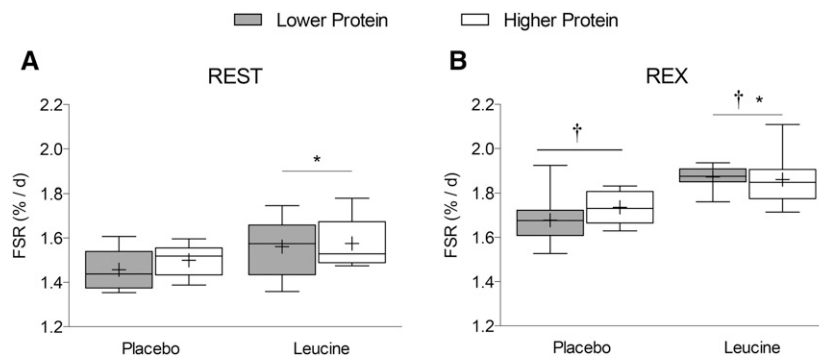 Lower Protein Higher Protein
A
REST
FSR (% / d)
2.2
2.0
1.8
1.6
1.4
1.2
*
Placebo Leucine
B
REX
FSR (% / d)
2.2
2.0
1.8
1.6
1.4
1.2
†
† *
Placebo Leucine